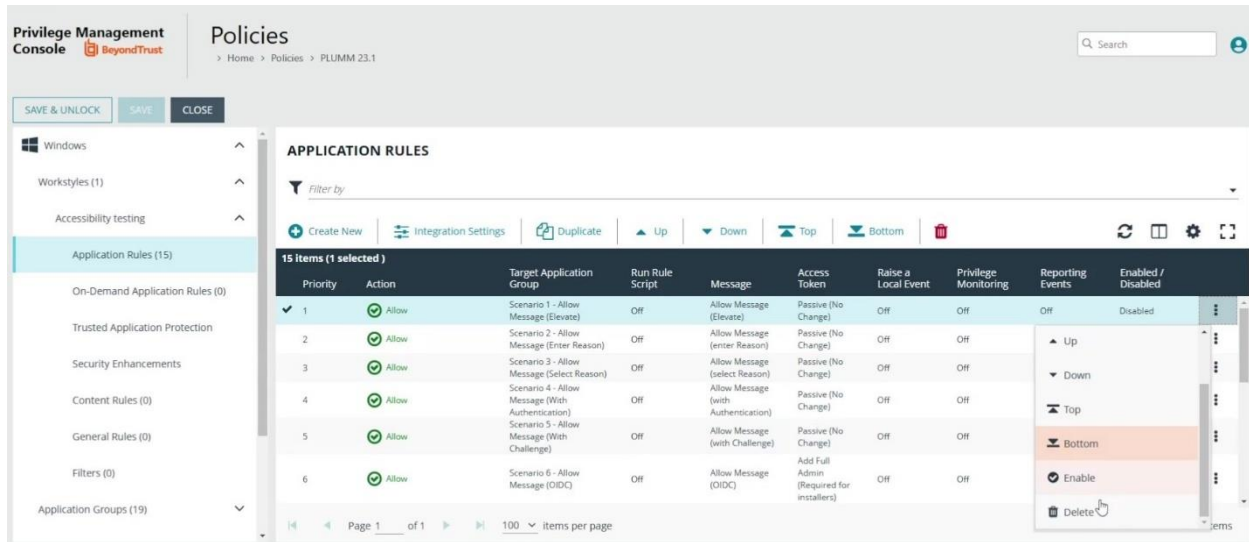 Privilege Management
Console BeyondTrust
Policies
> Home > Policies > PLUMM 23.1
Search
SAVE & UNLOCK
SAVE
CLOSE
Windows
Workstyles (1)
Accessibility testing
Application Rules (15)
On-Demand Application Rules (0)
Trusted Application Protection
Security Enhancements
Content Rules (0)
General Rules (0)
Filters (0)
Application Groups (19)
APPLICATION RULES
Filter by
Create New Integration Settings Duplicate Up Down Top Bottom
15 items (1 selected )
Priority Action Target Application Group Run Rule Script Message Access Token Raise a Local Event Privilege Monitoring Reporting Events Enabled / Disabled
1 Allow Scenario 1 - Allow Message (Elevate) Off Allow Message (Elevate) Passive (No Change) Off Off Off Disabled
2 Allow Scenario 2 - Allow Message (Enter Reason) Off Allow Message (enter Reason) Passive (No Change) Off Off
3 Allow Scenario 3 - Allow Message (Select Reason) Off Allow Message (select Reason) Passive (No Change) Off Off
4 Allow Scenario 4 - Allow Message (With Authentication) Off Allow Message (with Authentication) Passive (No Change) Off Off
5 Allow Scenario 5 - Allow Message (With Challenge) Off Allow Message (with Challenge) Passive (No Change) Off Off
6 Allow Scenario 6 - Allow Message (OIDC) Off Allow Message (OIDC) Add Full Admin (Required for installers) Off Off
Up
Down
Top
Bottom
Enable
Delete
Page 1 of 1 100 items per page
tems